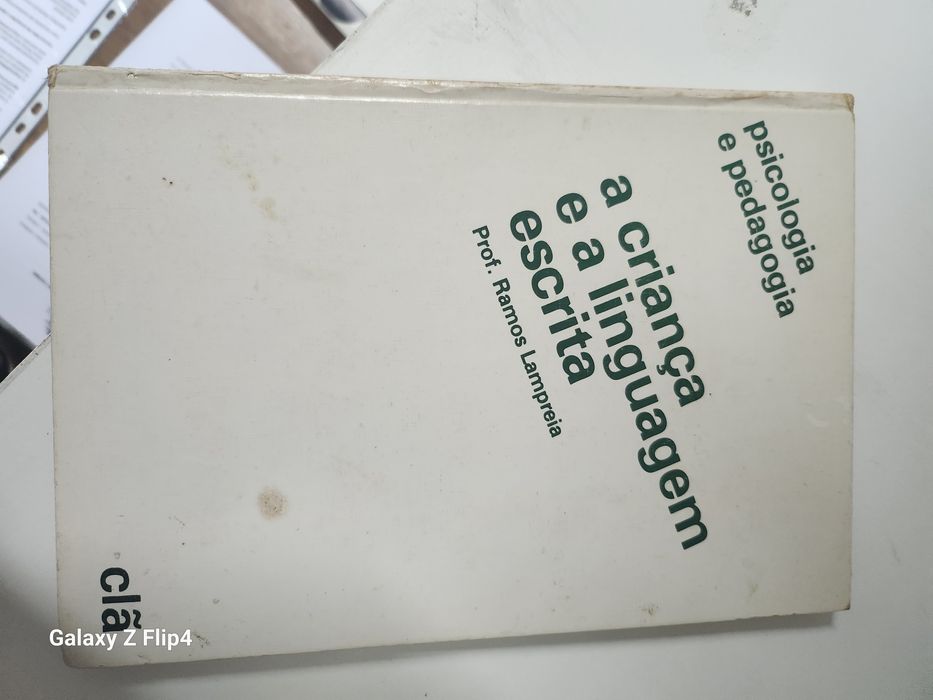 psicologia
e pedagogia
a criança
e a linguagem
escrita
Prof. Ramos Lampreia
clã
Galaxy Z Flip4